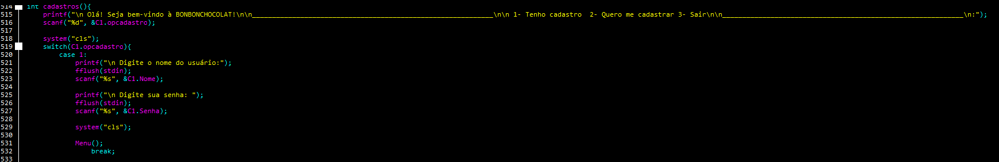 514 int cadastros(){
515 printf("\n Olá! Seja bem-vindo à BONBONCHOCOLAT!\n\n____________________________________________________________\n\n 1- Tenho cadastro  2- Quero me cadastrar 3- Sair\n\n____________________________________________________________\n:");
516 scanf("%d", &C1.opcadastro);
517
518 system("cls");
519 switch(C1.opcadastro){
520 case 1:
521 printf("\n Digite o nome do usuário:");
522 fflush(stdin);
523 scanf("%s", &C1.Nome);
524
525 printf("\n Digite sua senha: ");
526 fflush(stdin);
527 scanf("%s", &C1.Senha);
528
529 system("cls");
530
531 Menu();
532 break;
533